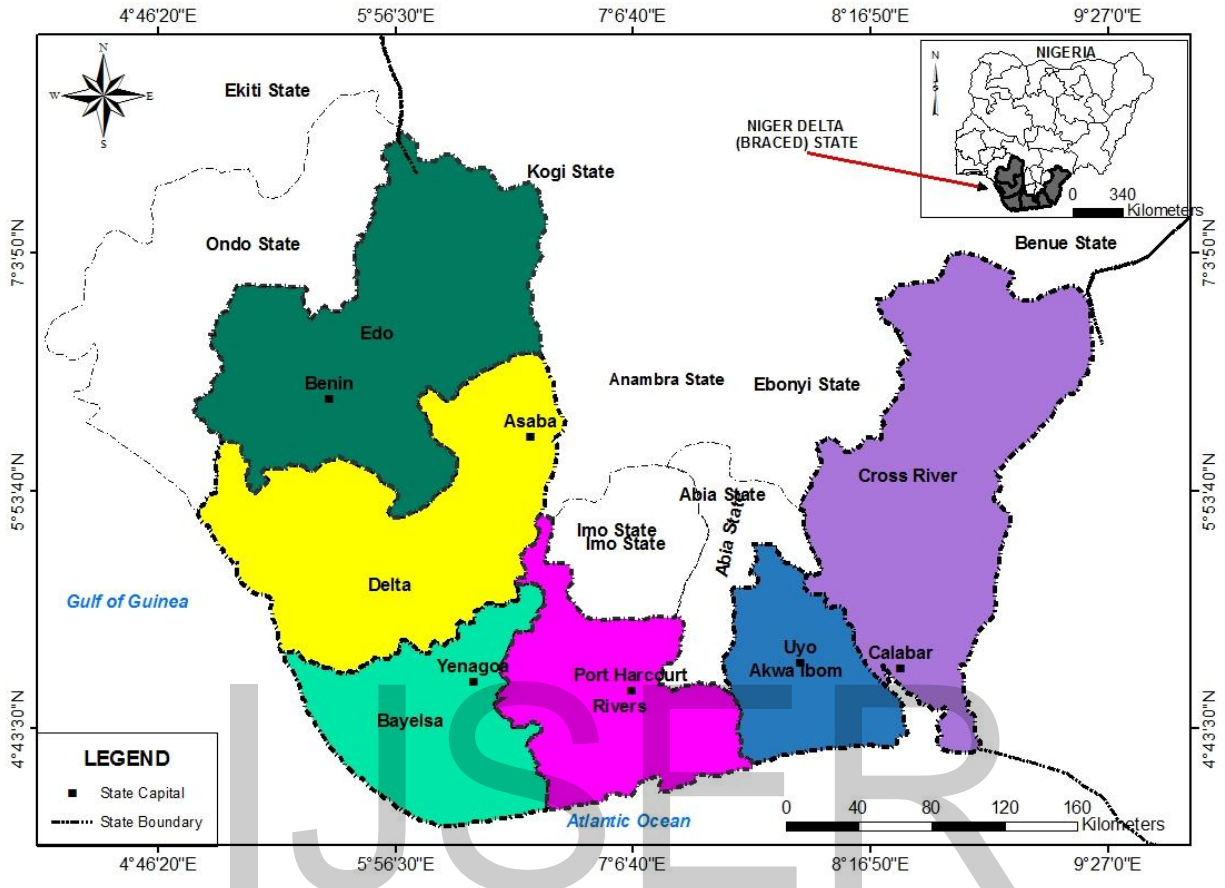 4°46'20"E
5°56'30"E
7°6'40"E
8°16'50"E
9°27'0"E
N
W
E
S
Ekiti State
NIGERIA
N
S
NIGER DELTA
(BRACED) STATE
Kogi State
0 340
Kilometers
7°3'50"N
Ondo State
Benue State
7°3'50"N
Edo
Benin
Anambra State
Ebonyi State
Asaba
5°53'40"N
Cross River
5°53'40"N
Abia State
Imo State
Imo State
Abia State
Delta
Gulf of Guinea
Uyo
Calabar
Yenagoa
Port Harcourt
Akwa Ibom
Rivers
Bayelsa
4°43'30"N
4°43'30"N
LEGEND
State Capital
State Boundary
0 40 80 120 160
Kilometers
Atlantic Ocean
IJSER
4°46'20"E
5°56'30"E
7°6'40"E
8°16'50"E
9°27'0"E